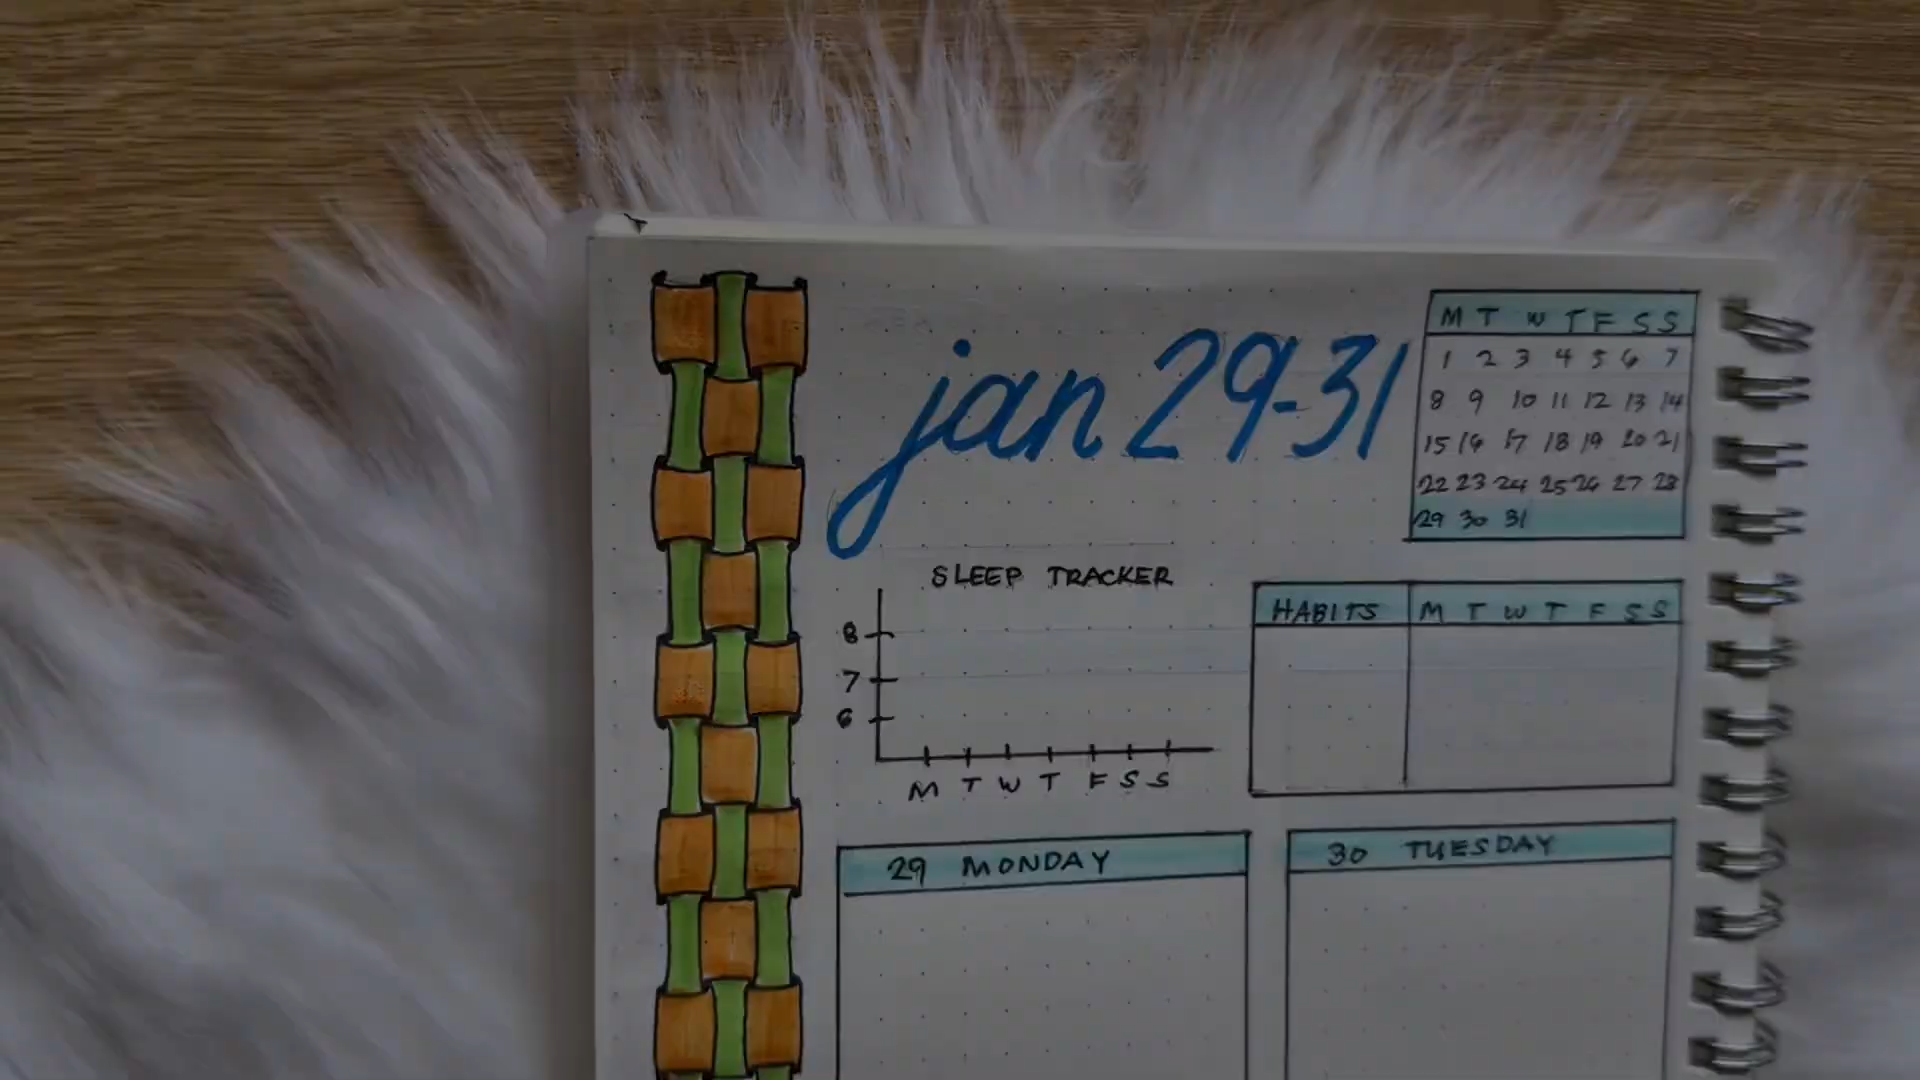 jan 29-31
M T W T F S S
1 2 3 4 5 6 7
8 9 10 11 12 13 14
15 16 17 18 19 20 21
22 23 24 25 26 27 28
29 30 31
SLEEP TRACKER
8
7
6
M T W T F S S
HABITS M T W T F S S
29 MONDAY
30 TUESDAY